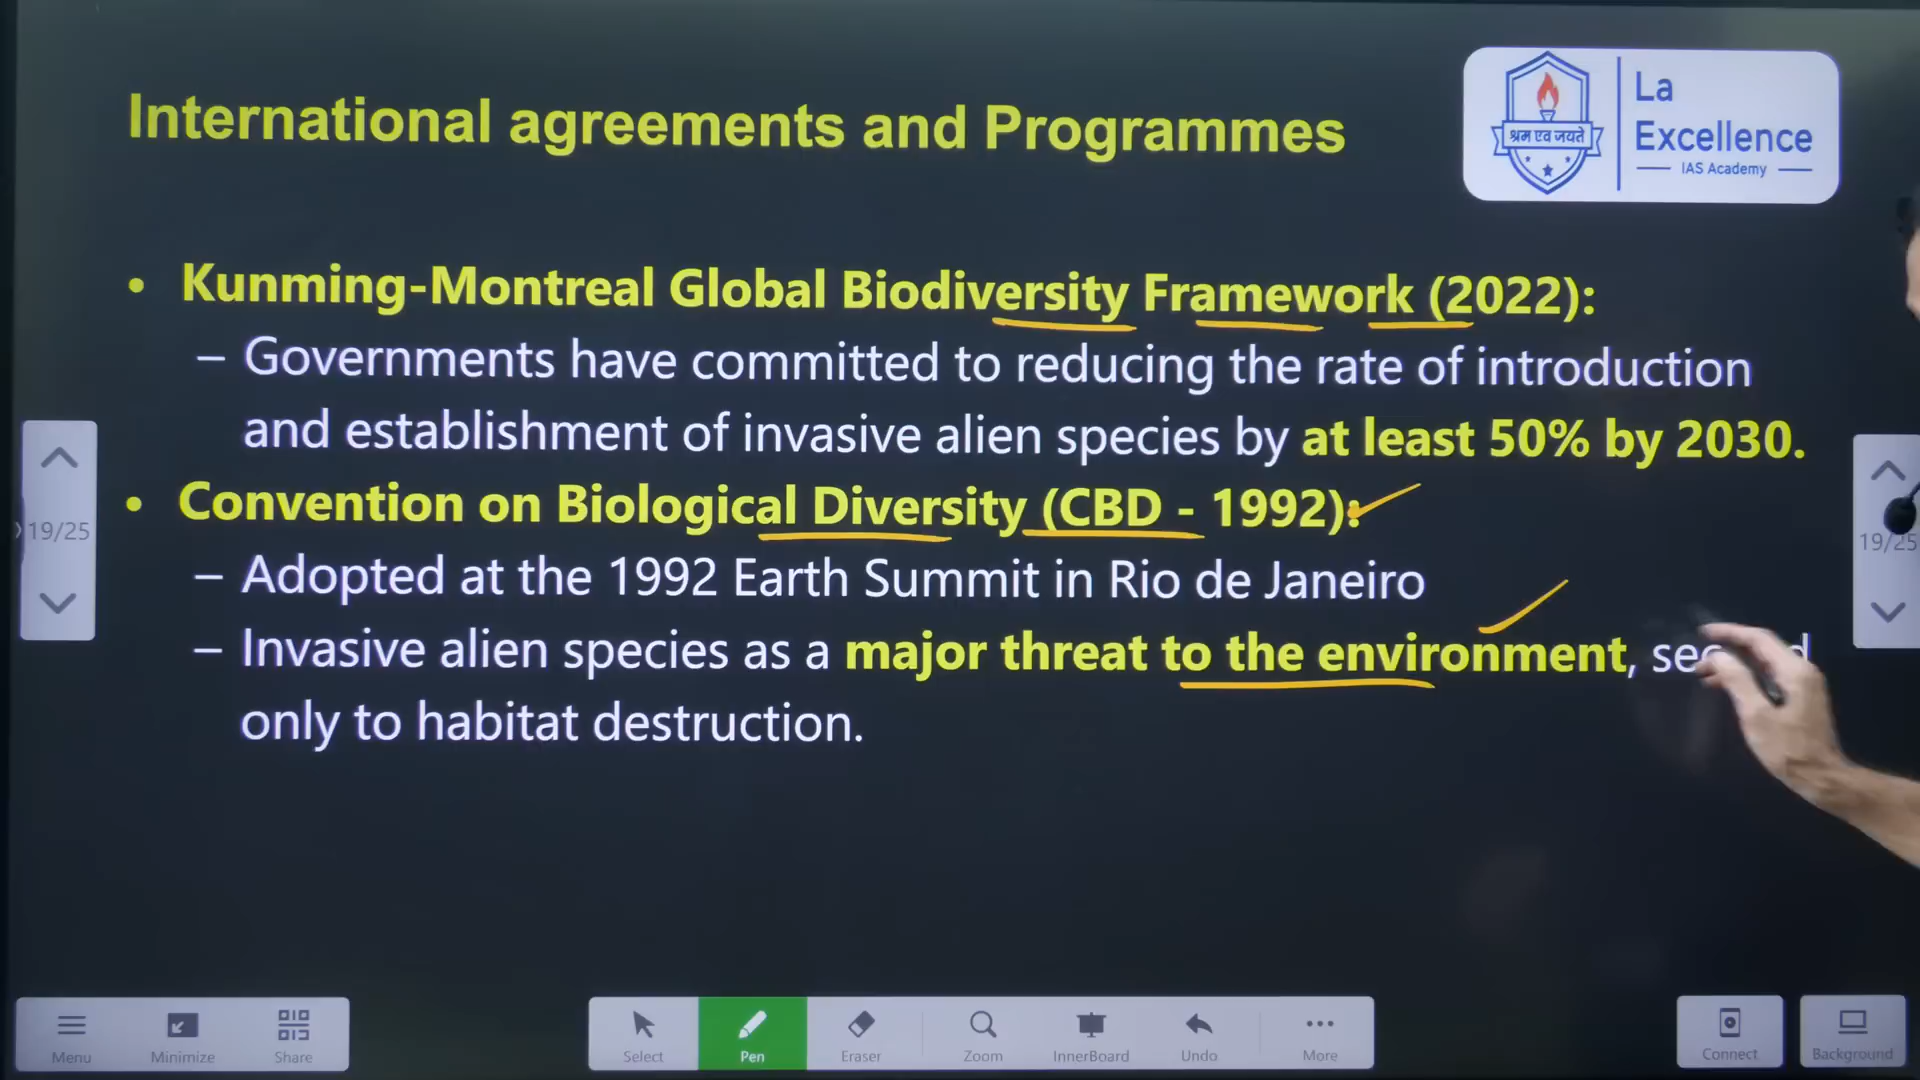 International agreements and Programmes
श्रम एव जयते
La
Excellence
IAS Academy
• Kunming-Montreal Global Biodiversity Framework (2022):
– Governments have committed to reducing the rate of introduction
and establishment of invasive alien species by at least 50% by 2030.
• Convention on Biological Diversity (CBD - 1992):
– Adopted at the 1992 Earth Summit in Rio de Janeiro
– Invasive alien species as a major threat to the environment,
only to habitat destruction.
19/25
19/25
Menu
Minimize
Share
Select
Pen
Eraser
Zoom
InnerBoard
Undo
More
Connect
Background